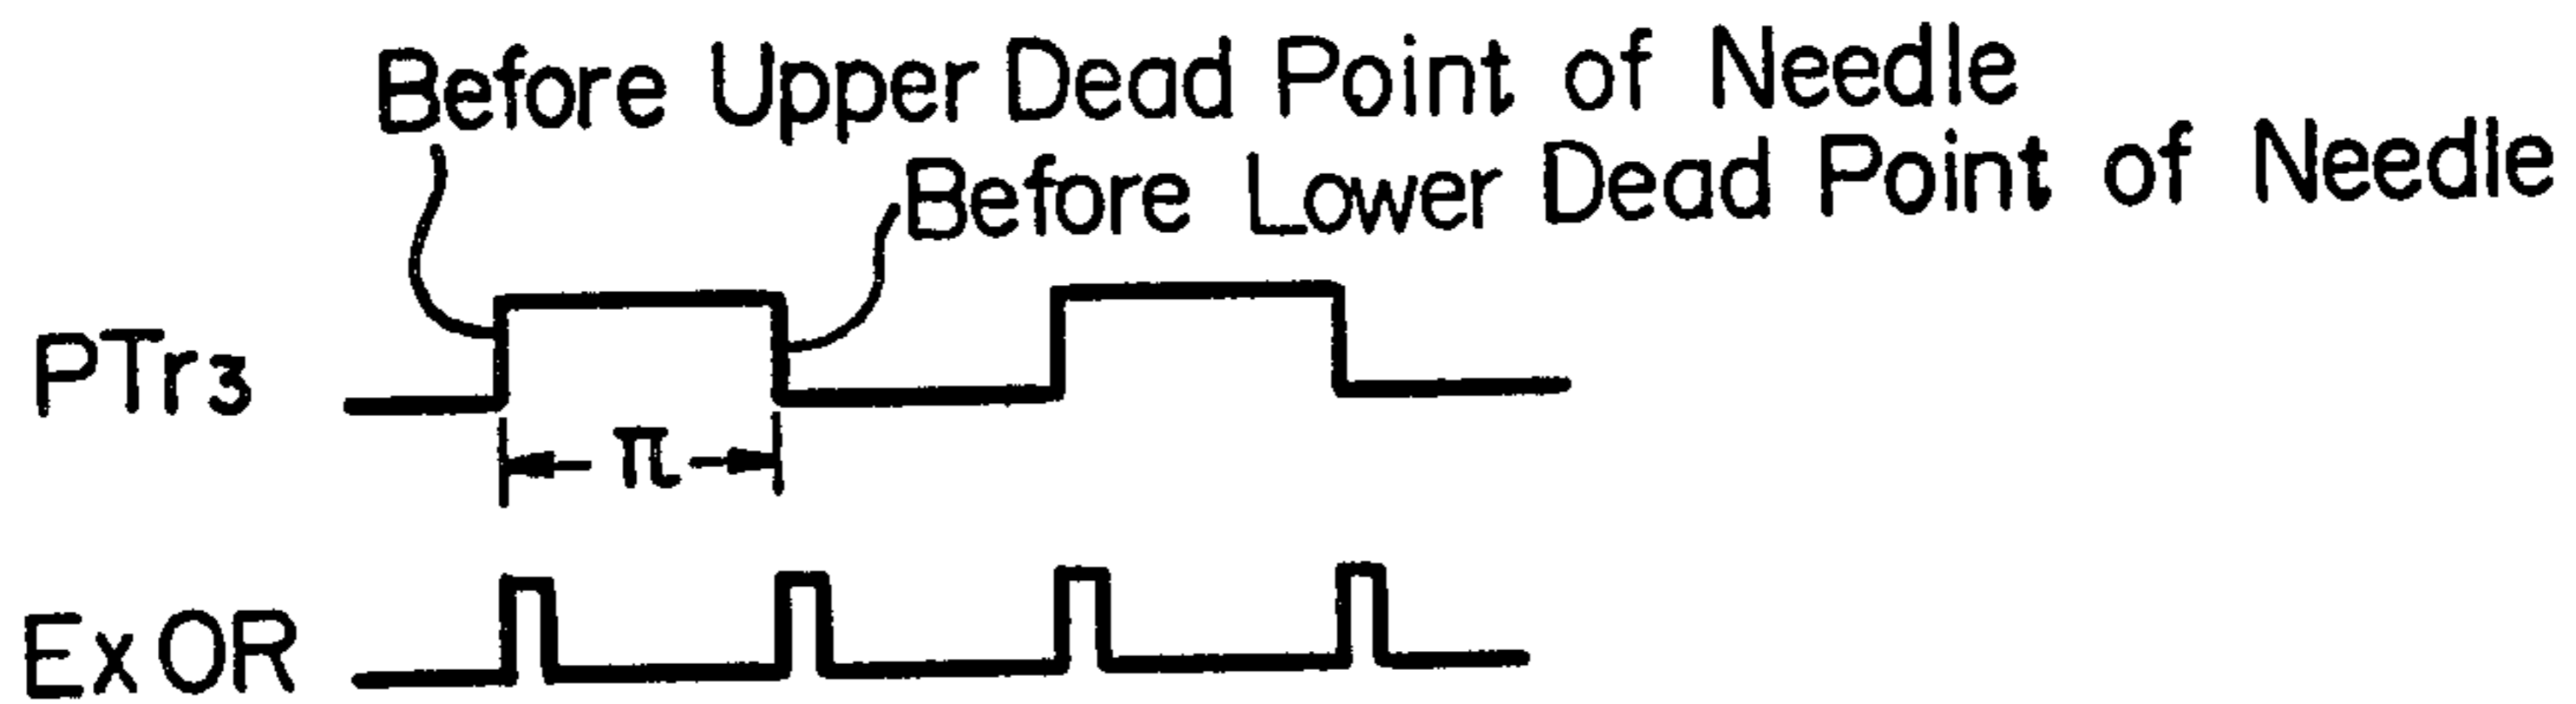 Before Upper Dead Point of Needle
Before Lower Dead Point of Needle
PTr3
π
ExOR